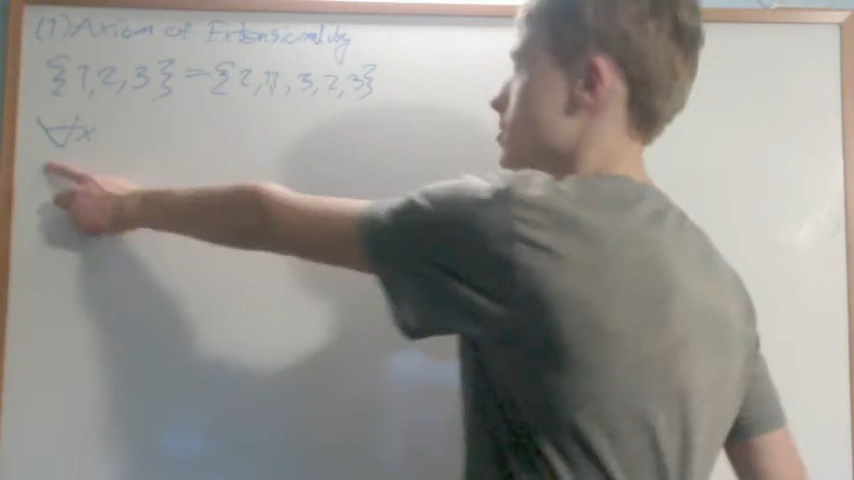 (1) Axiom of Extensionality
{1,2,3} = {2,1,3,2,3}
∀x